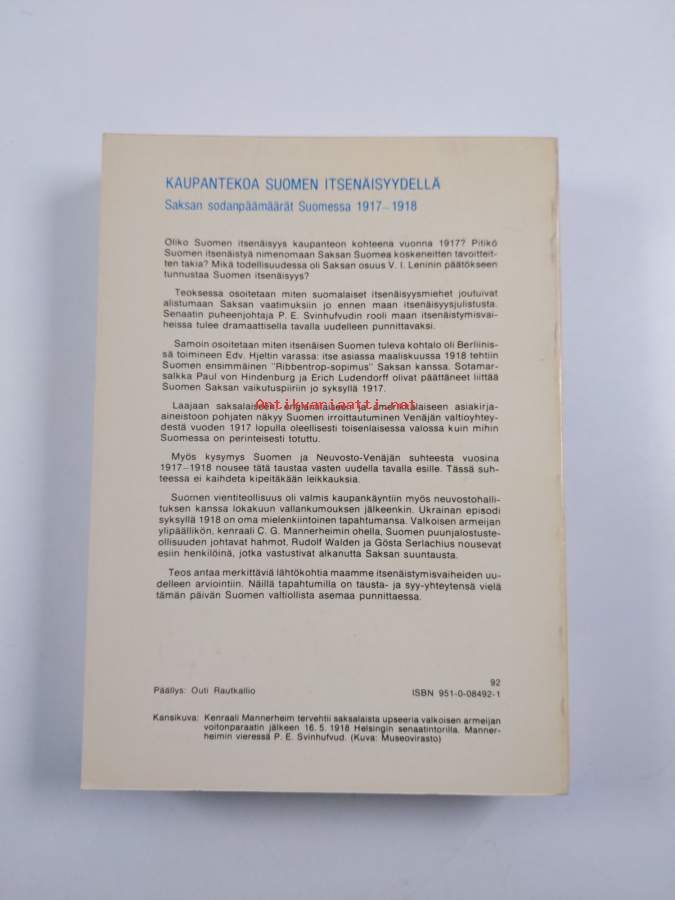 KAUPANTEKOA SUOMEN ITSENÄISYYDELLÄ
Saksan sodanpäämäärät Suomessa 1917–1918
Oliko Suomen itsenäisyys kaupanteon kohteena vuonna 1917? Pitikö
Suomen itsenäistyä nimenomaan Saksan Suomea koskeneitten tavoitteit-
ten takia? Mikä todellisuudessa oli Saksan osuus V. I. Leninin päätökseen
tunnustaa Suomen itsenäisyys?
Teoksessa osoitetaan miten suomalaiset itsenäisyysmiehet joutuivat
alistumaan Saksan vaatimuksiin jo ennen maan itsenäisyysjulistusta.
Senaatin puheenjohtaja P. E. Svinhufvudin rooli maan itsenäistymisvai-
heissa tulee dramaattisella tavalla uudelleen punnittavaksi.
Samoin osoitetaan miten itsenäisen Suomen tuleva kohtalo oli Berliinis-
sä toimineen Edv. Hjeltin varassa: itse asiassa maaliskuussa 1918 tehtiin
Suomen ensimmäinen "Ribbentrop-sopimus" Saksan kanssa. Sotamar-
salkka Paul von Hindenburg ja Erich Ludendorff olivat päättäneet liittää
Suomen Saksan vaikutuspiiriin jo syksyllä 1917.
Laajaan saksalaiseen, englantilaiseen ja amerikkalaiseen asiakirja-
Antikvariaatti.net
aineistoon pohjaten näkyy Suomen irroittautuminen Venäjän valtioyhtey-
destä vuoden 1917 lopulla oleellisesti toisenlaisessa valossa kuin mihin
Suomessa on perinteisesti totuttu.
Myös kysymys Suomen ja Neuvosto-Venäjän suhteesta vuosina
1917–1918 nousee tätä taustaa vasten uudella tavalla esille. Tässä suh-
teessa ei kaihdeta kipeitäkään leikkauksia.
Suomen vientiteollisuus oli valmis kaupankäyntiin myös neuvostohalli-
tuksen kanssa lokakuun vallankumouksen jälkeenkin. Ukrainan episodi
syksyllä 1918 on oma mielenkiintoinen tapahtumansa. Valkoisen armeijan
ylipäällikön, kenraali C. G. Mannerheimin ohella, Suomen puunjalostuste-
ollisuuden johtavat hahmot, Rudolf Walden ja Gösta Serlachius nousevat
esiin henkilöinä, jotka vastustivat alkanutta Saksan suuntausta.
Teos antaa merkittäviä lähtökohtia maamme itsenäistymisvaiheiden uu-
delleen arviointiin. Näillä tapahtumilla on tausta- ja syy-yhteytensä vielä
tämän päivän Suomen valtiollista asemaa punnittaessa.
92
Päällys: Outi Rautkallio
ISBN 951-0-08492-1
Kansikuva: Kenraali Mannerheim tervehtii saksalaista upseeria valkoisen armeijan
voitonparaatin jälkeen 16. 5. 1918 Helsingin senaatintorilla. Manner-
heimin vieressä P. E. Svinhufvud. (Kuva: Museovirasto)